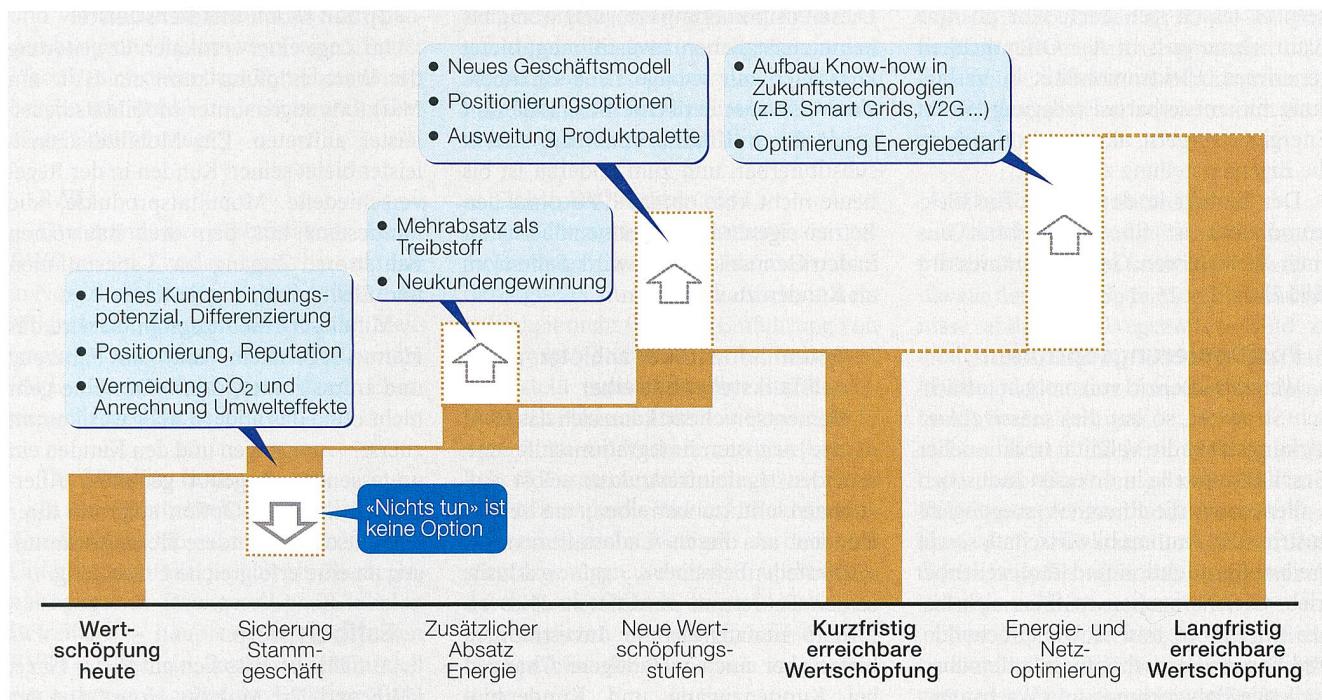 • Neues Geschäftsmodell
• Positionierungsoptionen
• Ausweitung Produktpalette
• Aufbau Know-how in
Zukunftstechnologien
(z.B. Smart Grids, V2G...)
• Optimierung Energiebedarf
• Mehrabsatz als
Treibstoff
• Neukundengewinnung
• Hohes Kundenbindungs-
potenzial, Differenzierung
• Positionierung, Reputation
• Vermeidung CO₂ und
Anrechnung Umwelteffekte
«Nichts tun» ist
keine Option
Wert-
schöpfung
heute
Sicherung
Stamm-
geschäft
Zusätzlicher
Absatz
Energie
Neue Wert-
schöpfungs-
stufen
Kurzfristig
erreichbare
Wertschöpfung
Energie- und
Netz-
optimierung
Langfristig
erreichbare
Wertschöpfung